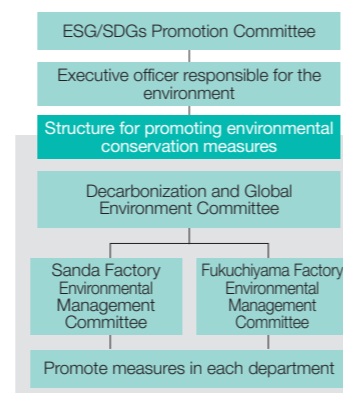 ESG/SDGs Promotion Committee
Executive officer responsible for the
environment
Structure for promoting environmental
conservation measures
Decarbonization and Global
Environment Committee
Sanda Factory
Environmental
Management
Committee
Fukuchiyama Factory
Environmental
Management
Committee
Promote measures in each department